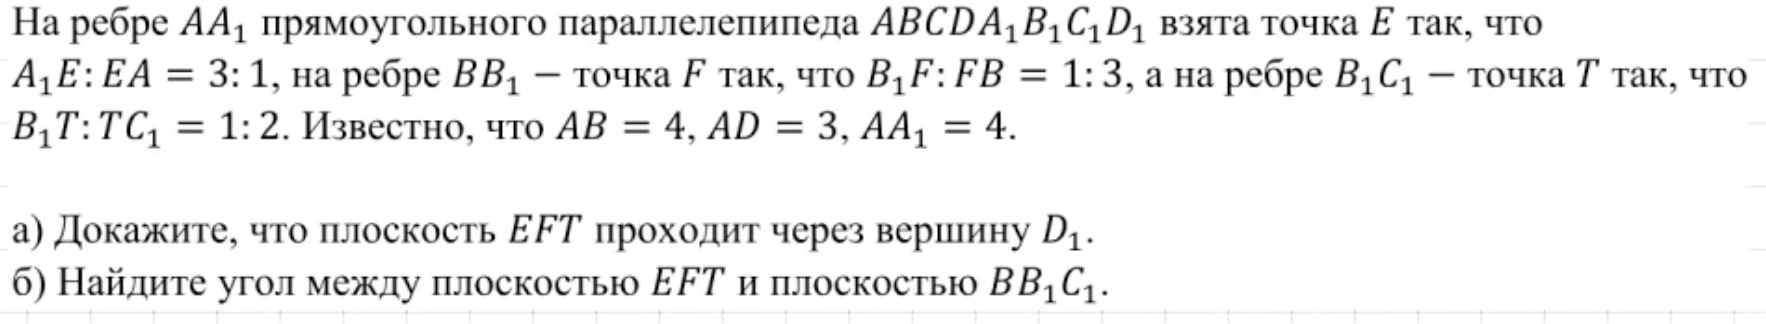 На ребре AA₁ прямоугольного параллелепипеда ABCDA₁B₁C₁D₁ взята точка E так, что
A₁E: EA = 3: 1, на ребре BB₁ – точка F так, что B₁F: FB = 1: 3, а на ребре B₁C₁ – точка T так, что
B₁T: TC₁ = 1: 2. Известно, что AB = 4, AD = 3, AA₁ = 4.
а) Докажите, что плоскость EFT проходит через вершину D₁.
б) Найдите угол между плоскостью EFT и плоскостью BB₁C₁.